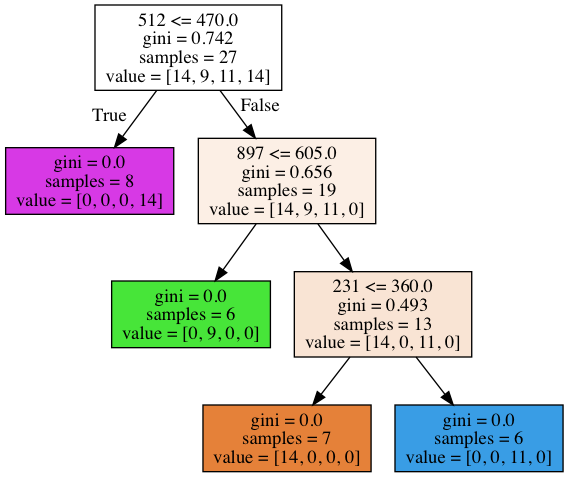 512 <= 470.0
gini = 0.742
samples = 27
value = [14, 9, 11, 14]
True
False
gini = 0.0
samples = 8
value = [0, 0, 0, 14]
897 <= 605.0
gini = 0.656
samples = 19
value = [14, 9, 11, 0]
gini = 0.0
samples = 6
value = [0, 9, 0, 0]
231 <= 360.0
gini = 0.493
samples = 13
value = [14, 0, 11, 0]
gini = 0.0
samples = 7
value = [14, 0, 0, 0]
gini = 0.0
samples = 6
value = [0, 0, 11, 0]